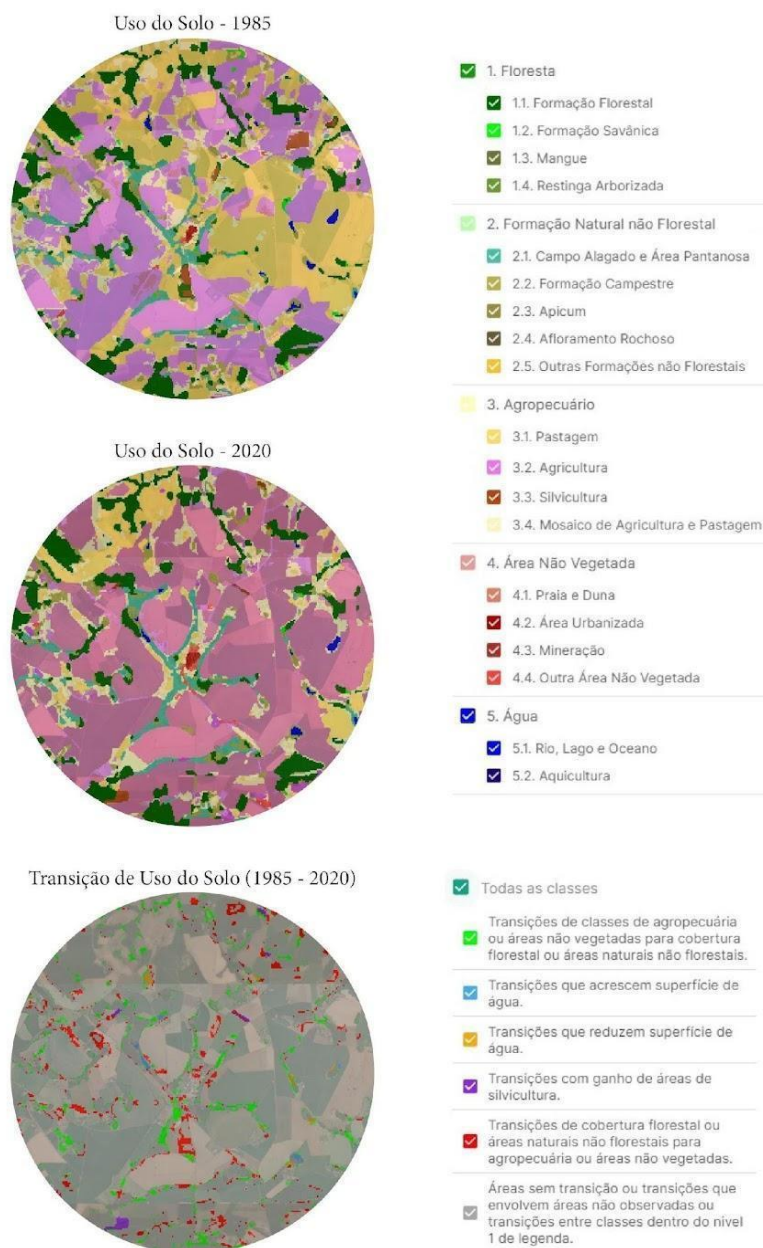 Uso do Solo - 1985
1. Floresta
1.1. Formação Florestal
1.2. Formação Savânica
1.3. Mangue
1.4. Restinga Arborizada
2. Formação Natural não Florestal
2.1. Campo Alagado e Área Pantanosa
2.2. Formação Campestre
2.3. Apicum
2.4. Afloramento Rochoso
2.5. Outras Formações não Florestais
3. Agropecuário
3.1. Pastagem
3.2. Agricultura
3.3. Silvicultura
3.4. Mosaico de Agricultura e Pastagem
4. Área Não Vegetada
4.1. Praia e Duna
4.2. Área Urbanizada
4.3. Mineração
4.4. Outra Área Não Vegetada
5. Água
5.1. Rio, Lago e Oceano
5.2. Aquicultura
Uso do Solo - 2020
Transição de Uso do Solo (1985 - 2020)
Todas as classes
Transições de classes de agropecuária
ou áreas não vegetadas para cobertura
florestal ou áreas naturais não florestais.
Transições que acrescem superfície de
água.
Transições que reduzem superfície de
água.
Transições com ganho de áreas de
silvicultura.
Transições de cobertura florestal ou
áreas naturais não florestais para
agropecuária ou áreas não vegetadas.
Áreas sem transição ou transições que
envolvem áreas não observadas ou
transições entre classes dentro do nível
1 de legenda.